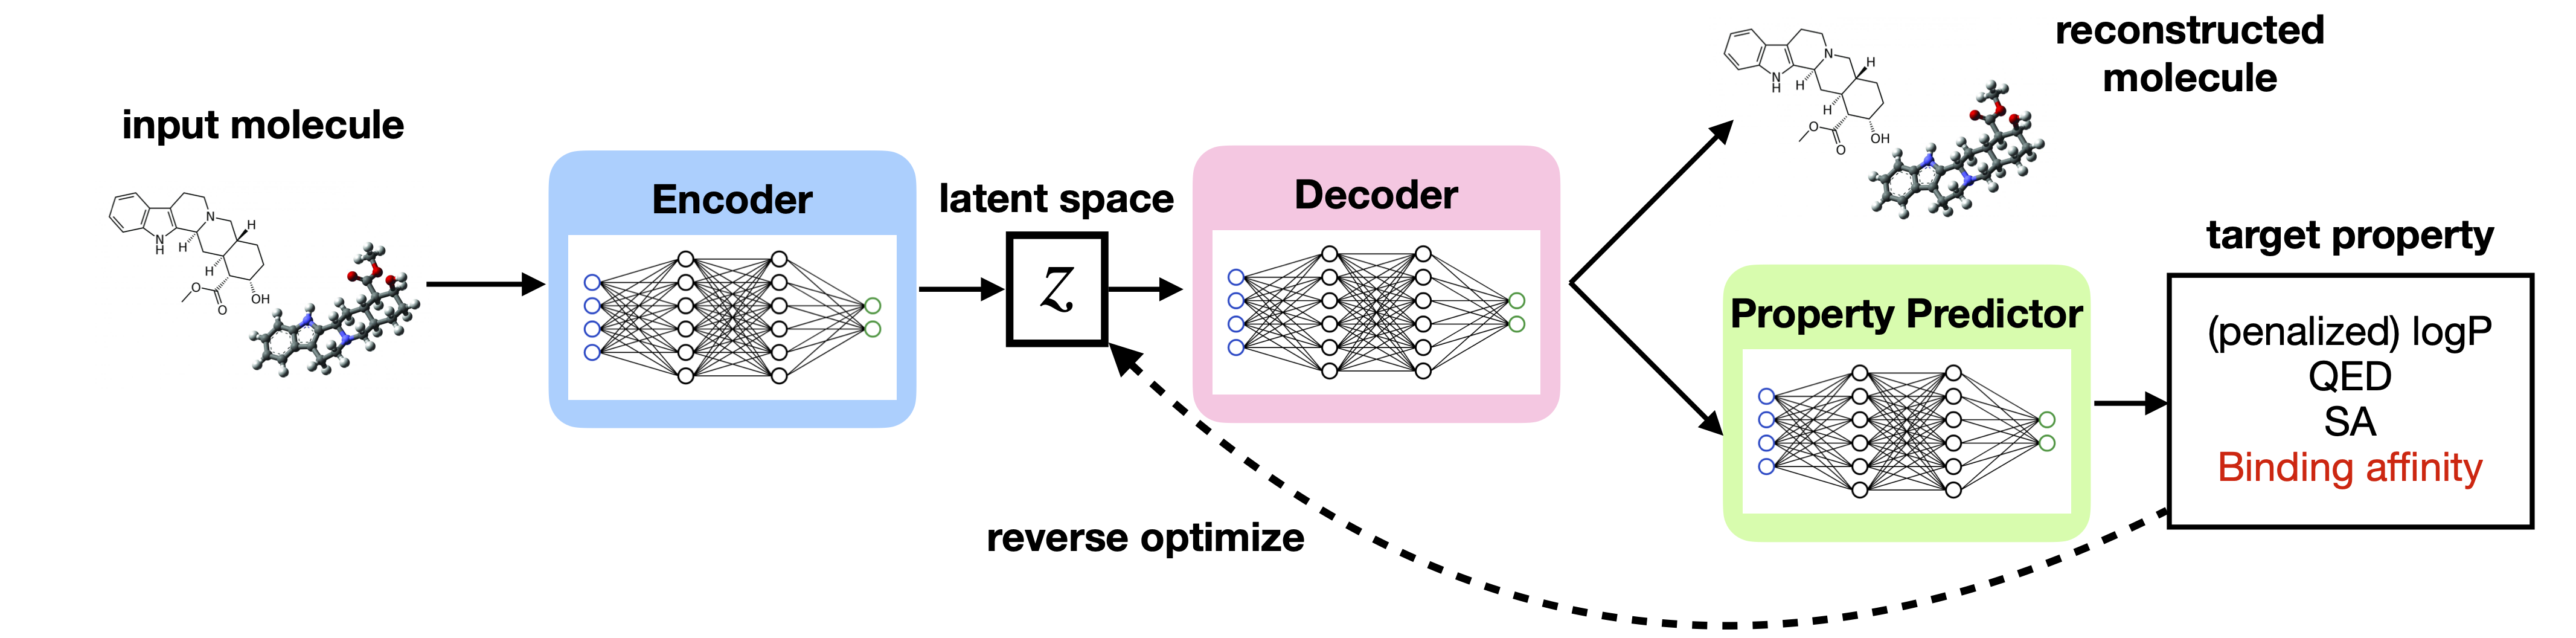 input molecule
N
H
N
H
H
H
O
O
OH
Encoder
latent space
z
Decoder
reconstructed
molecule
N
H
N
H
H
H
O
O
OH
Property Predictor
target property
(penalized) logP
QED
SA
Binding affinity
reverse optimize